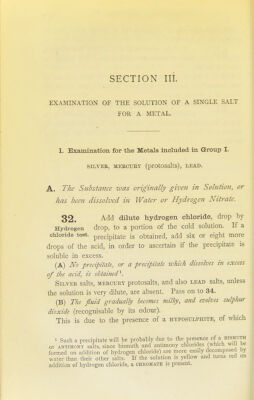 SECTION III.
EXAMINATION OF THE SOLUTION OF A SINGLE SALT
FOR A METAL.
I. Examination for the Metals included in Group I.
SILVER, MERCURY (protosalts), LEAD.
A. The Substance was originally given in Solution, or
has been dissolved in Water or Hydrogen Nitrate.
32. Add dilute hydrogen chloride, drop by
Hydrogen chloride test.
drop, to a portion of the cold solution. If a
precipitate is obtained, add six or eight more
drops of the acid, in order to ascertain if the precipitate is
soluble in excess.
(A) No precipitate, or a precipitate which dissolves in excess
of the acid, is obtained¹.
SILVER salts, MERCURY protosalts, and also LEAD salts, unless
the solution is very dilute, are absent. Pass on to 34.
(B) The fluid gradually becomes milky, and evolves sulphur
dioxide (recognisable by its odour).
This is due to the presence of a HYPOSULPHITE, of which
¹ Such a precipitate will be probably due to the presence of a BISMUTH
or ANTIMONY salt, since bismuth and antimony chlorides (which will be
formed on addition of hydrogen chloride) are more easily decomposed by
water than their other salts. If the solution is yellow and turns red on
addition of hydrogen chloride, a CHROMATE is present.